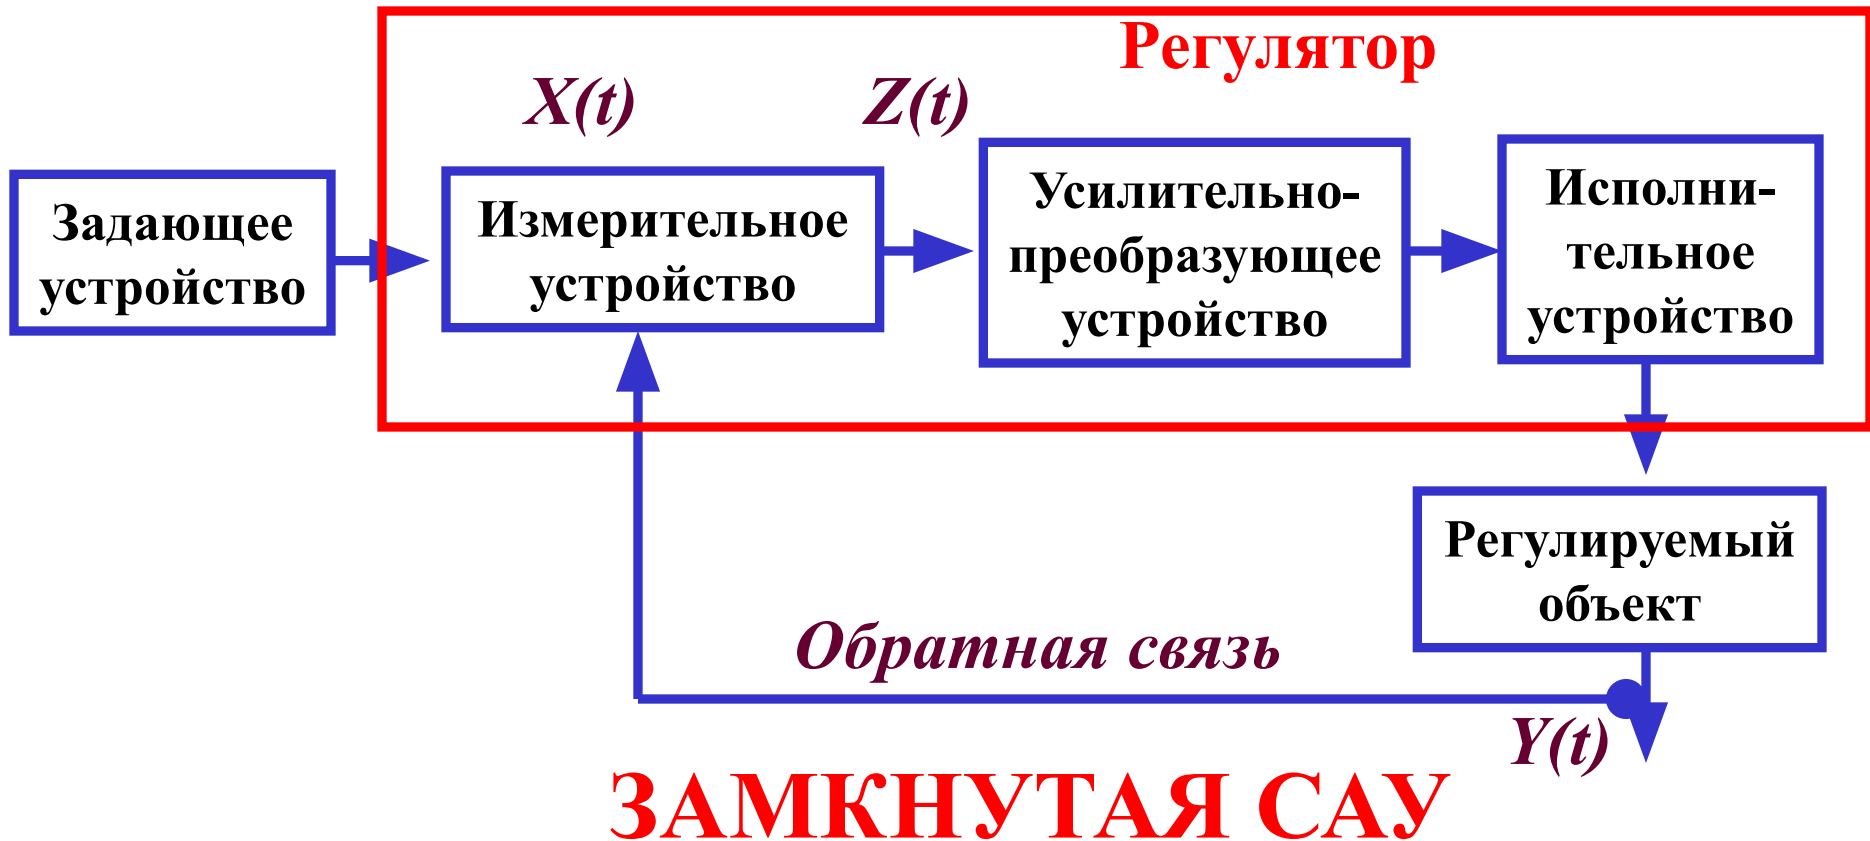 Регулятор
X(t)
Z(t)
Задающее
устройство
Измерительное
устройство
Усилительно-
преобразующее
устройство
Исполни-
тельное
устройство
Регулируемый
объект
Обратная связь
Y(t)
ЗАМКНУТАЯ САУ